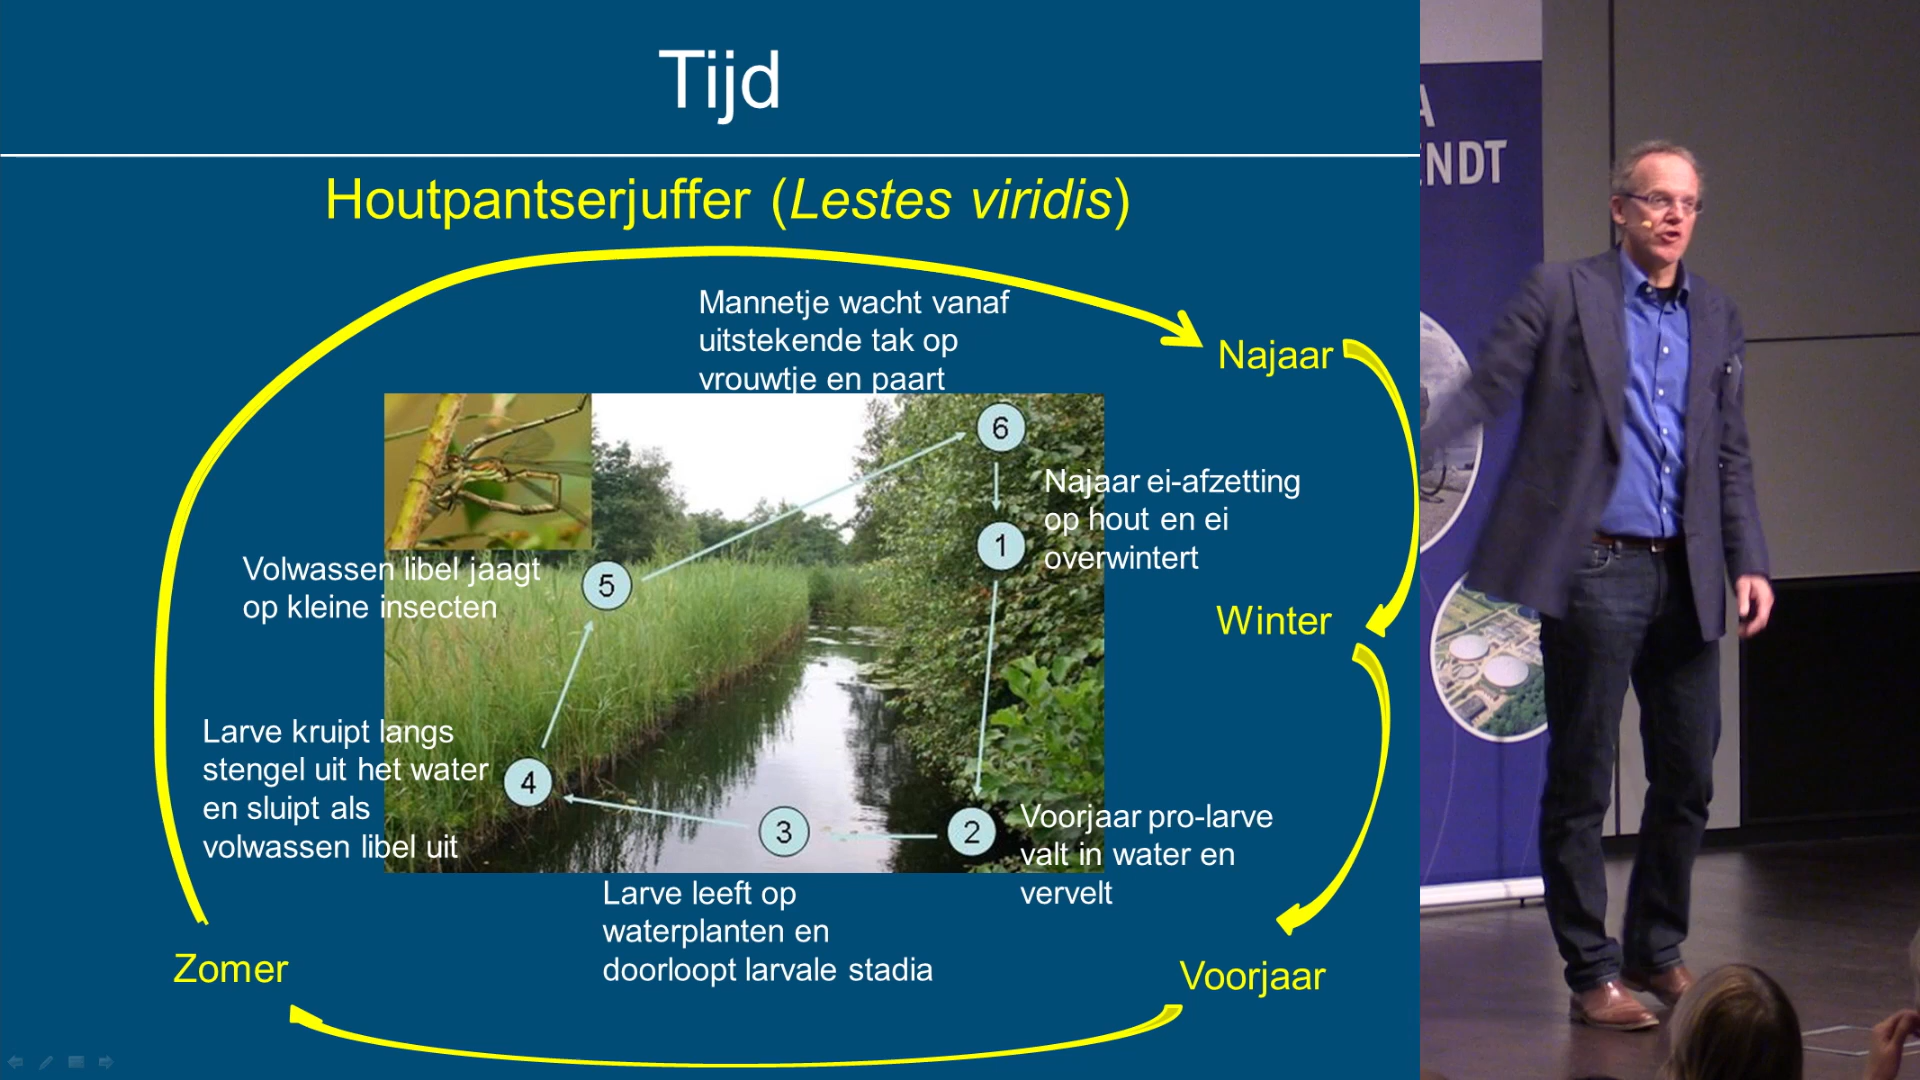 Tijd
Houtpantserjuffer (Lestes viridis)
Mannetje wacht vanaf
uitstekende tak op
vrouwtje en paart
Najaar
6
Najaar ei-afzetting
op hout en ei
overwintert
1
Volwassen libel jaagt
op kleine insecten
5
Winter
Larve kruipt langs
stengel uit het water
en sluipt als
volwassen libel uit
4
3
2
Voorjaar pro-larve
valt in water en
vervelt
Larve leeft op
waterplanten en
doorloopt larvale stadia
Zomer
Voorjaar
A
ENDT